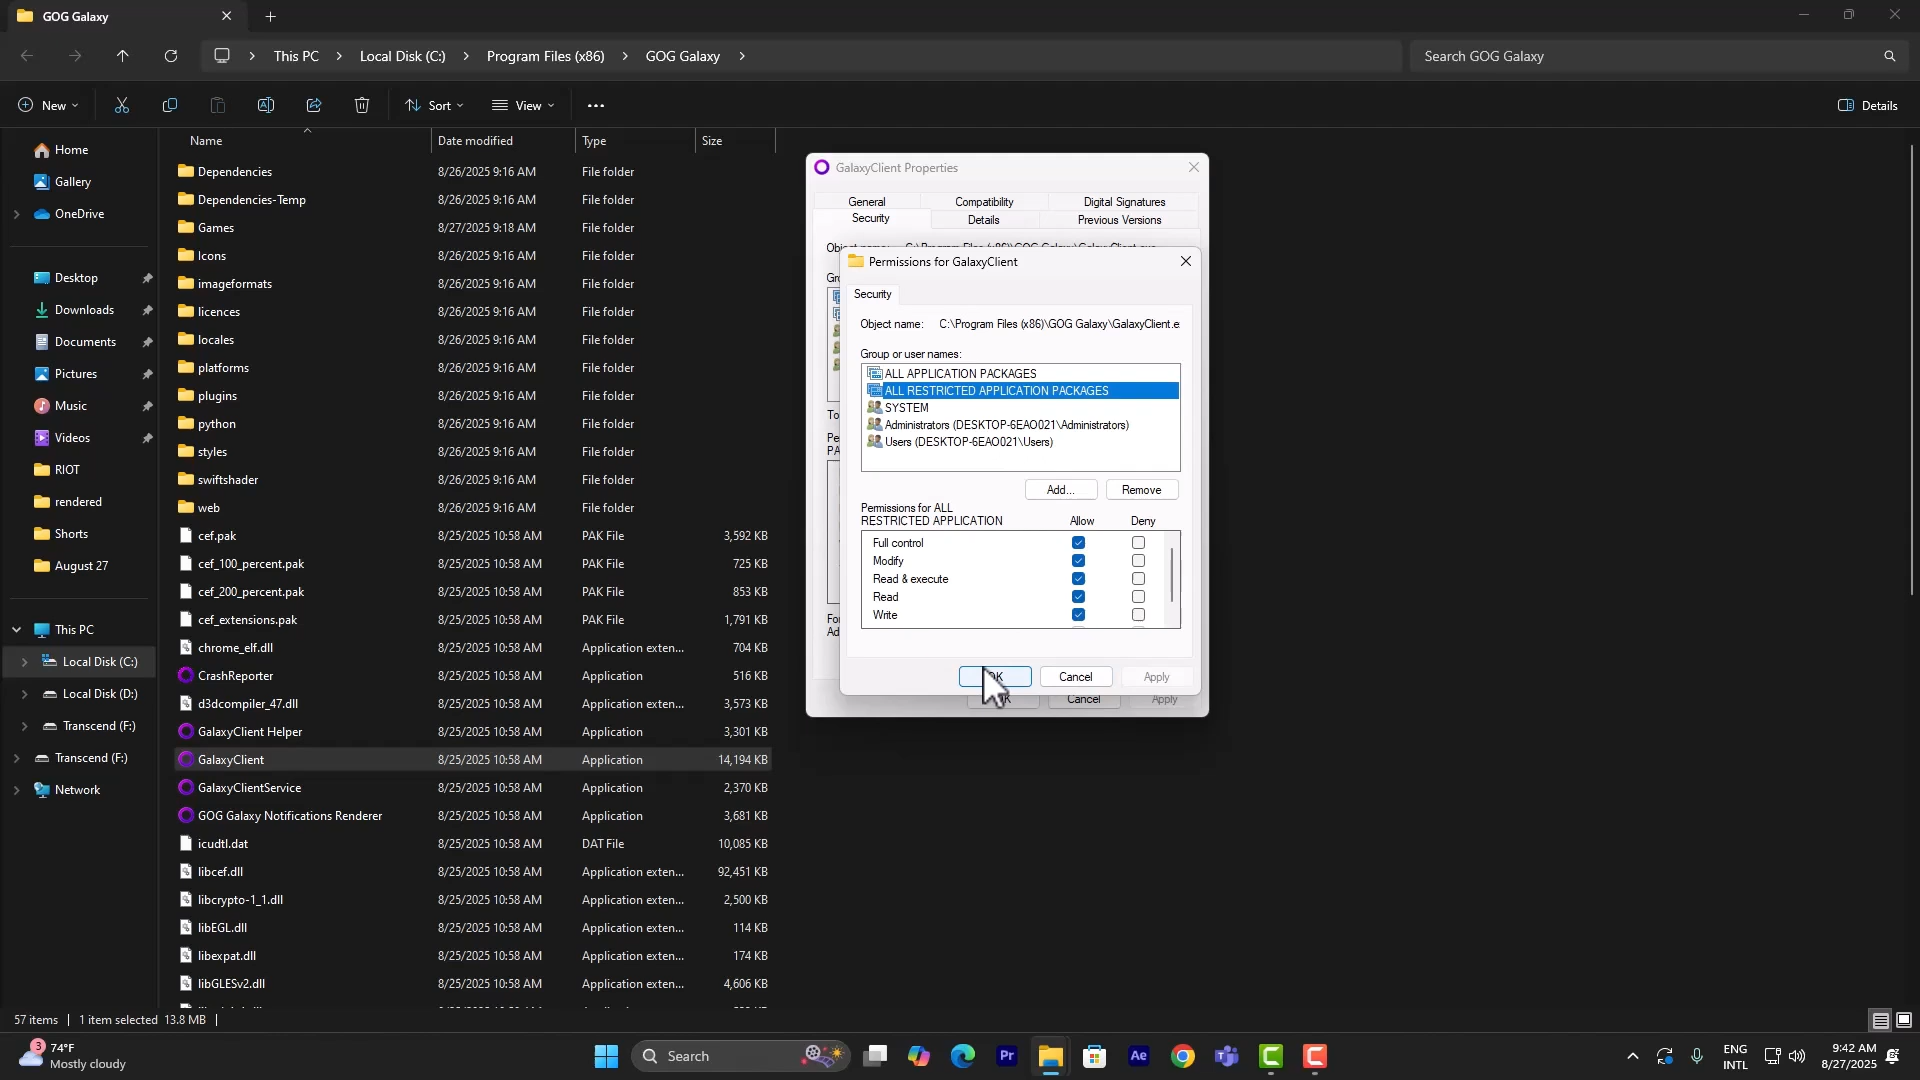 GOG Galaxy
This PC
Local Disk (C:)
Program Files (x86)
GOG Galaxy
Search GOG Galaxy
New
Sort
View
Details
Home
Gallery
OneDrive
Desktop
Downloads
Documents
Pictures
Music
Videos
RIOT
rendered
Shorts
August 27
This PC
Local Disk (C:)
Local Disk (D:)
Transcend (F:)
Transcend (F:)
Network
Name Date modified Type Size
Dependencies 8/26/2025 9:16 AM File folder
Dependencies-Temp 8/26/2025 9:16 AM File folder
Games 8/27/2025 9:18 AM File folder
Icons 8/26/2025 9:16 AM File folder
imageformats 8/26/2025 9:16 AM File folder
licences 8/26/2025 9:16 AM File folder
locales 8/26/2025 9:16 AM File folder
platforms 8/26/2025 9:16 AM File folder
plugins 8/26/2025 9:16 AM File folder
python 8/26/2025 9:16 AM File folder
styles 8/26/2025 9:16 AM File folder
swiftshader 8/26/2025 9:16 AM File folder
web 8/26/2025 9:16 AM File folder
cef.pak 8/25/2025 10:58 AM PAK File 3,592 KB
cef_100_percent.pak 8/25/2025 10:58 AM PAK File 725 KB
cef_200_percent.pak 8/25/2025 10:58 AM PAK File 853 KB
cef_extensions.pak 8/25/2025 10:58 AM PAK File 1,791 KB
chrome_elf.dll 8/25/2025 10:58 AM Application exten... 704 KB
CrashReporter 8/25/2025 10:58 AM Application 516 KB
d3dcompiler_47.dll 8/25/2025 10:58 AM Application exten... 3,573 KB
GalaxyClient Helper 8/25/2025 10:58 AM Application 3,301 KB
GalaxyClient 8/25/2025 10:58 AM Application 14,194 KB
GalaxyClientService 8/25/2025 10:58 AM Application 2,370 KB
GOG Galaxy Notifications Renderer 8/25/2025 10:58 AM Application 3,681 KB
icudtl.dat 8/25/2025 10:58 AM DAT File 10,085 KB
libcef.dll 8/25/2025 10:58 AM Application exten... 92,451 KB
libcrypto-1_1.dll 8/25/2025 10:58 AM Application exten... 2,500 KB
libEGL.dll 8/25/2025 10:58 AM Application exten... 114 KB
libexpat.dll 8/25/2025 10:58 AM Application exten... 174 KB
libGLESv2.dll 8/25/2025 10:58 AM Application exten... 4,606 KB
GalaxyClient Properties
General Compatibility Digital Signatures
Security Details Previous Versions
Permissions for GalaxyClient
Security
Object name: C:\Program Files (x86)\GOG Galaxy\GalaxyClient.e
Group or user names:
ALL APPLICATION PACKAGES
ALL RESTRICTED APPLICATION PACKAGES
SYSTEM
Administrators (DESKTOP-6EAO021\Administrators)
Users (DESKTOP-6EAO021\Users)
Add... Remove
Permissions for ALL
RESTRICTED APPLICATION Allow Deny
Full control
Modify
Read & execute
Read
Write
OK Cancel Apply
Cancel Apply
57 items 1 item selected 13.8 MB
3
74°F
Mostly cloudy
Search
Pr
Ae
ENG
INTL
9:42 AM
8/27/2025